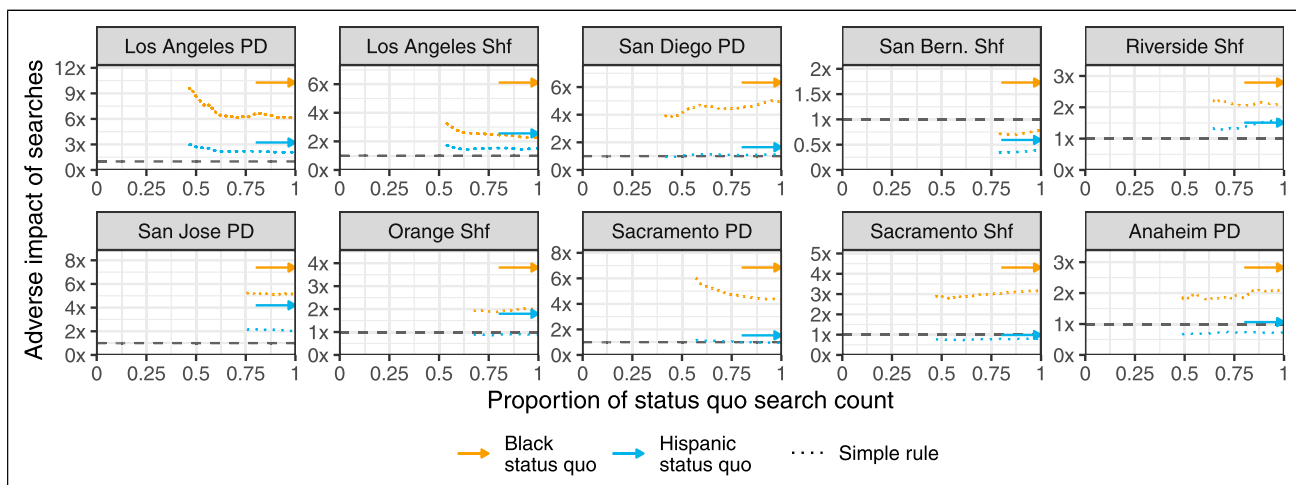 Adverse impact of searches
Los Angeles PD
Los Angeles Shf
San Diego PD
San Bern. Shf
Riverside Shf
12x
9x
6x
3x
0x
0 0.25 0.5 0.75 1
6x
4x
2x
0x
0 0.25 0.5 0.75 1
6x
4x
2x
1x
0x
0 0.25 0.5 0.75 1
2x
1.5x
1x
0.5x
0x
0 0.25 0.5 0.75 1
3x
2x
1x
0x
0 0.25 0.5 0.75 1
San Jose PD
Orange Shf
Sacramento PD
Sacramento Shf
Anaheim PD
8x
6x
4x
2x
0x
0 0.25 0.5 0.75 1
4x
3x
2x
1x
0x
0 0.25 0.5 0.75 1
8x
6x
4x
2x
1x
0x
0 0.25 0.5 0.75 1
5x
4x
3x
2x
1x
0x
0 0.25 0.5 0.75 1
3x
2x
1x
0x
0 0.25 0.5 0.75 1
Proportion of status quo search count
Black
status quo
Hispanic
status quo
Simple rule